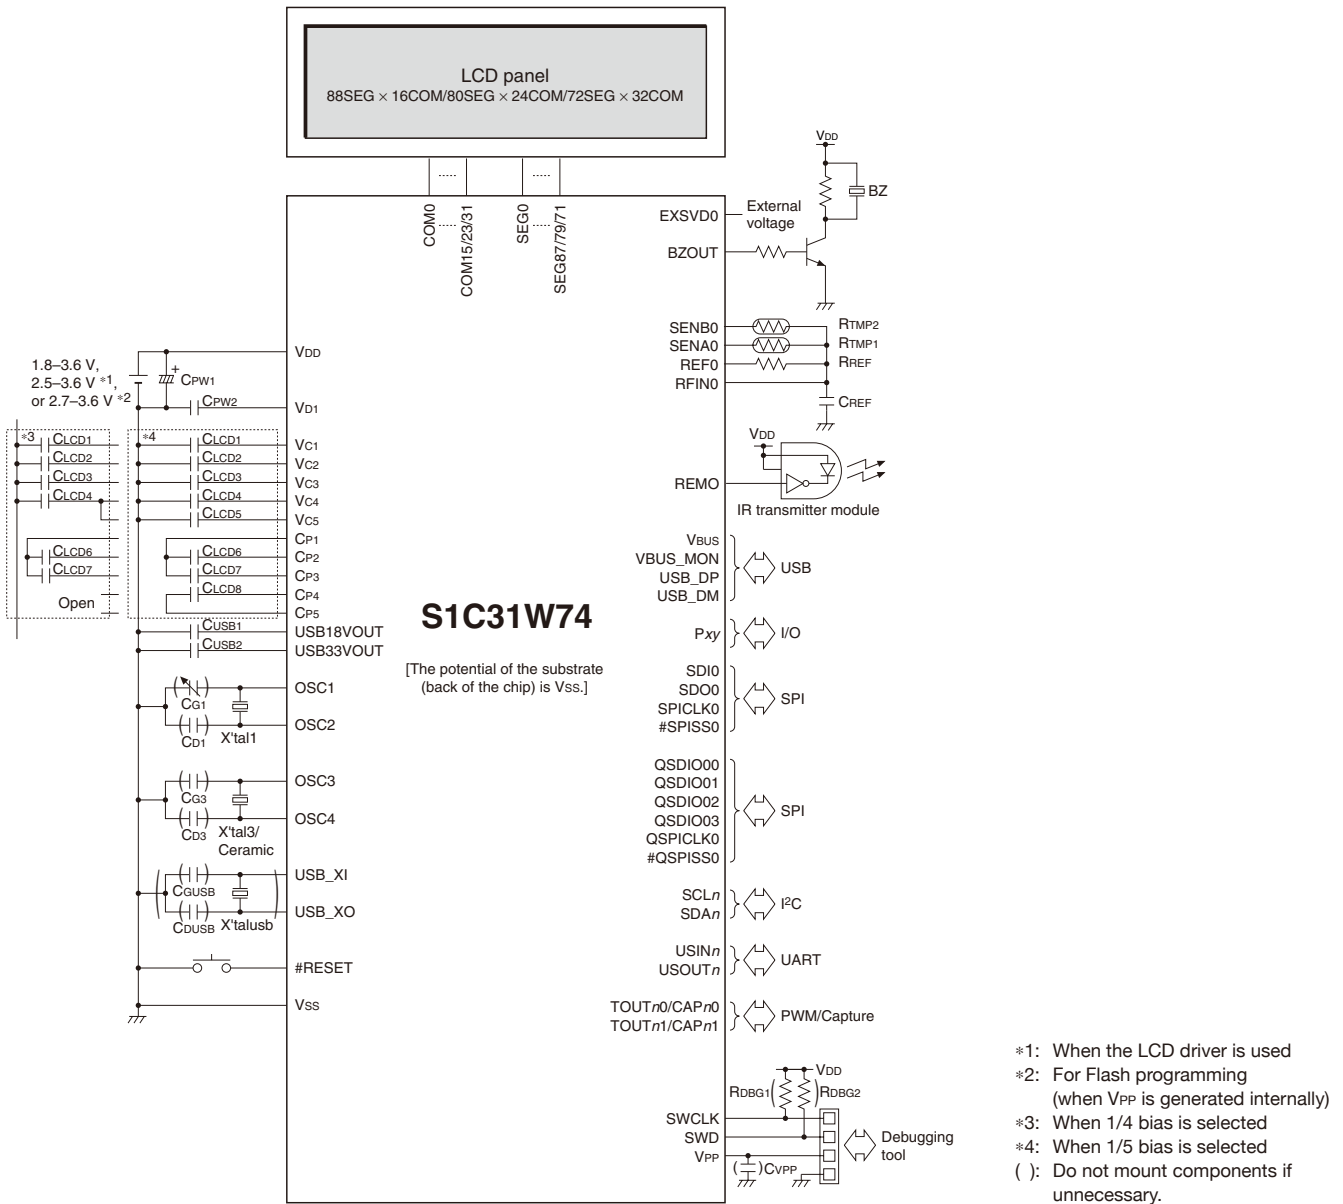 LCD panel
88SEG × 16COM/80SEG × 24COM/72SEG × 32COM
COM0
COM15/23/31
SEG0
SEG87/79/71
VDD
BZ
EXSVD0
External
voltage
BZOUT
SENB0
RTMP2
SENA0
RTMP1
REF0
RREF
RFIN0
CREF
VDD
REMO
IR transmitter module
VBUS
VBUS_MON
USB_DP
USB_DM
USB
Pxy
I/O
SDI0
SDO0
SPICLK0
#SPISS0
SPI
QSDIO00
QSDIO01
QSDIO02
QSDIO03
QSPICLK0
#QSPISS0
SPI
SCLn
SDAn
I²C
USINn
USOUTn
UART
TOUTn0/CAPn0
TOUTn1/CAPn1
PWM/Capture
VDD
RDBG1
RDBG2
SWCLK
SWD
VPP
CVPP
Debugging
tool
S1C31W74
[The potential of the substrate
(back of the chip) is VSS.]
1.8–3.6 V,
2.5–3.6 V *1,
or 2.7–3.6 V *2
+
CPW1
CPW2
VDD
VD1
*3
CLCD1
CLCD2
CLCD3
CLCD4
CLCD6
CLCD7
Open
*4
CLCD1
CLCD2
CLCD3
CLCD4
CLCD5
CLCD6
CLCD7
CLCD8
VC1
VC2
VC3
VC4
VC5
CP1
CP2
CP3
CP4
CP5
CUSB1
USB18VOUT
CUSB2
USB33VOUT
OSC1
CG1
OSC2
CD1
X'tal1
OSC3
CG3
OSC4
CD3
X'tal3/
Ceramic
USB_XI
CGUSB
USB_XO
CDUSB
X'talusb
#RESET
VSS
*1: When the LCD driver is used
*2: For Flash programming
(when VPP is generated internally)
*3: When 1/4 bias is selected
*4: When 1/5 bias is selected
( ): Do not mount components if
unnecessary.